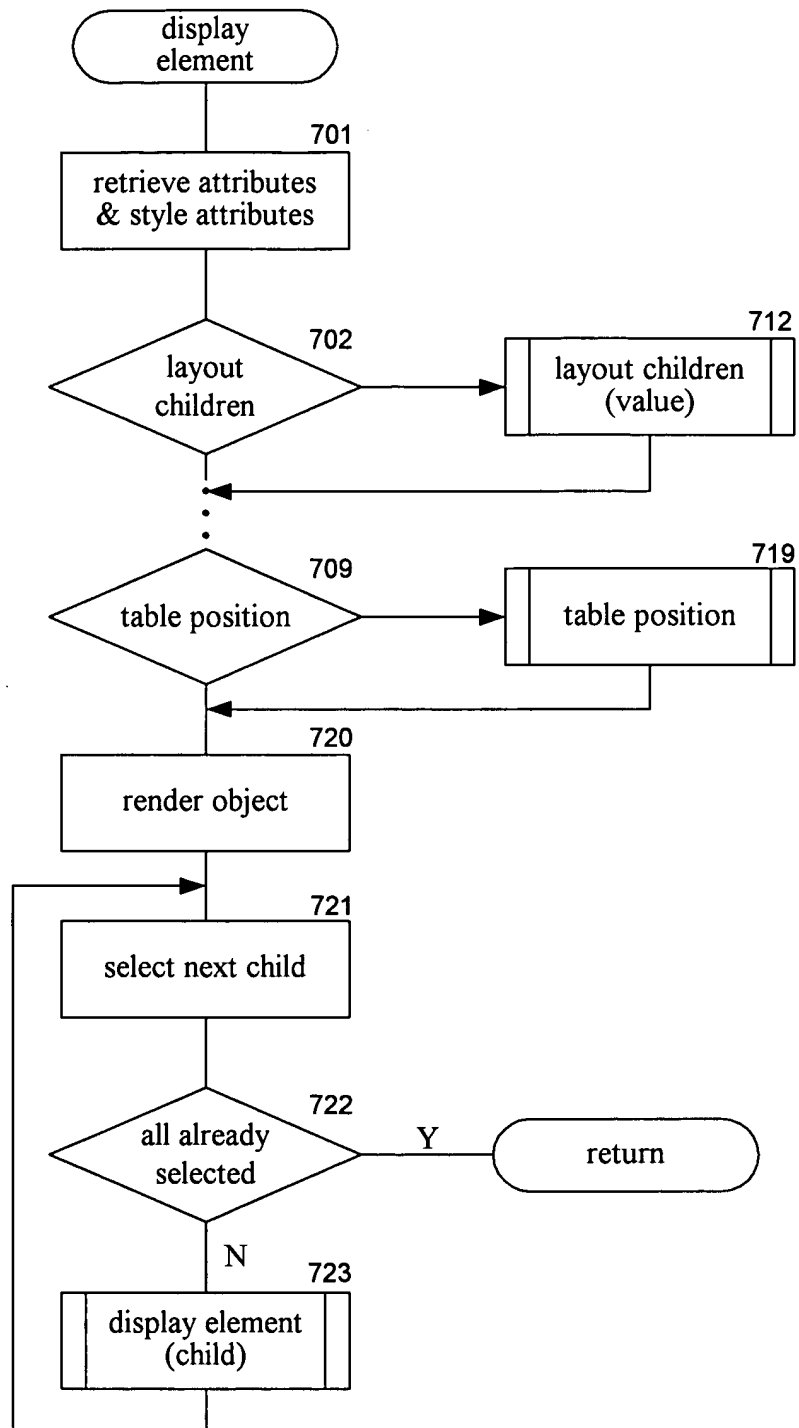 display
element
701
retrieve attributes
& style attributes
702
layout
children
712
layout children
(value)
709
table position
719
table position
720
render object
721
select next child
722
all already
selected
Y
return
N
723
display element
(child)